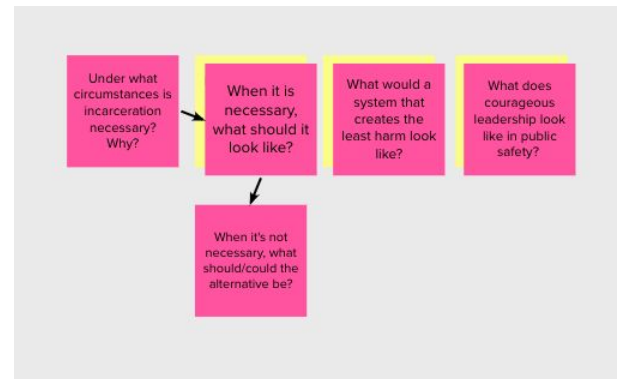 Under what
circumstances is
incarceration
necessary?
Why?
When it is
necessary,
what should it
look like?
What would a
system that
creates the
least harm look
like?
What does
courageous
leadership look
like in public
safety?
When it's not
necessary, what
should/could the
alternative be?